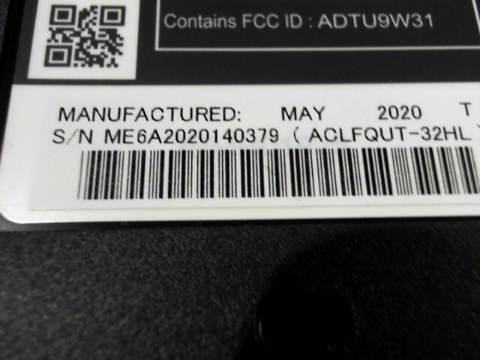 Contains FCC ID : ADTU9W31
MANUFACTURED: MAY 2020 T
S/N ME6A2020140379 ( ACLFQUT-32HL )